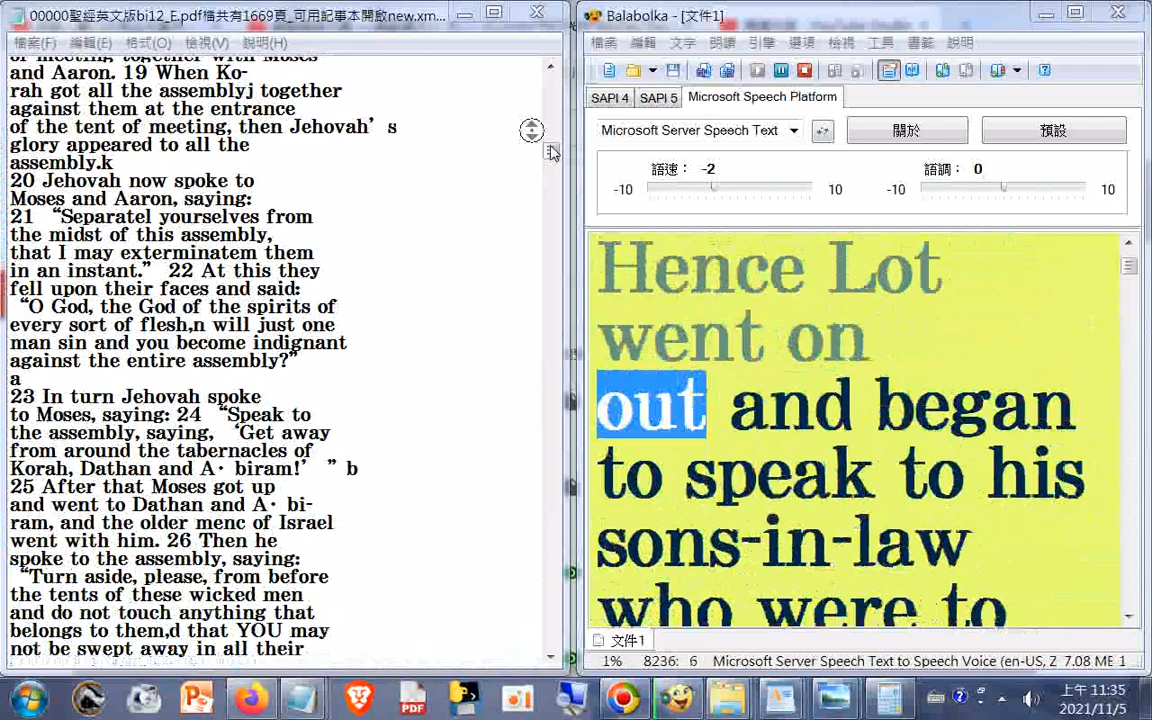 00000聖經英文版bi12_E.pdf檔共有1669頁_可用記事本開啟new.xm...
檔案(F) 編輯(E) 格式(O) 檢視(V) 說明(H)
of meeting together with Moses
and Aaron. 19 When Ko-
rah got all the assemblyj together
against them at the entrance
of the tent of meeting, then Jehovah’s
glory appeared to all the
assembly.k
20 Jehovah now spoke to
Moses and Aaron, saying:
21 “Separatel yourselves from
the midst of this assembly,
that I may exterminatem them
in an instant.” 22 At this they
fell upon their faces and said:
“O God, the God of the spirits of
every sort of flesh,n will just one
man sin and you become indignant
against the entire assembly?”
a
23 In turn Jehovah spoke
to Moses, saying: 24 “Speak to
the assembly, saying, ‘Get away
from around the tabernacles of
Korah, Dathan and A·biram!’ ”b
25 After that Moses got up
and went to Dathan and A·bi-
ram, and the older menc of Israel
went with him. 26 Then he
spoke to the assembly, saying:
“Turn aside, please, from before
the tents of these wicked men
and do not touch anything that
belongs to them,d that YOU may
not be swept away in all their
Balabolka - [文件1]
檔案 編輯 文字 朗讀 引擎 選項 檢視 工具 書籤 說明
SAPI 4 SAPI 5 Microsoft Speech Platform
Microsoft Server Speech Text 關於 預設
語速： -2 語調： 0
-10 10 -10 10
Hence Lot
went on
out and began
to speak to his
sons-in-law
who were to
文件1
1% 8236: 6 Microsoft Server Speech Text to Speech Voice (en-US, Z 7.08 ME 1
PDF
上午 11:35
2021/11/5